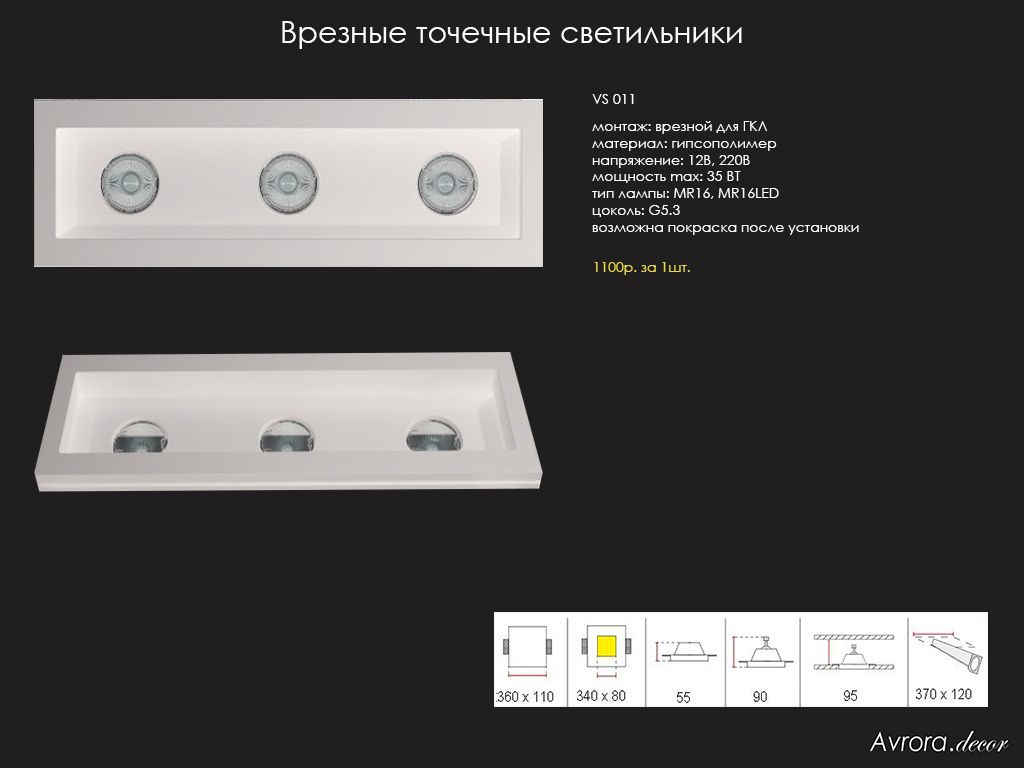 Врезные точечные светильники
VS 011
монтаж: врезной для ГКЛ
материал: гипсополимер
напряжение: 12В, 220В
мощность max: 35 ВТ
тип лампы: MR16, MR16LED
цоколь: G5.3
возможна покраска после установки
1100р. за 1шт.
360 x 110
340 x 80
55
90
95
370 x 120
Avrora.decor